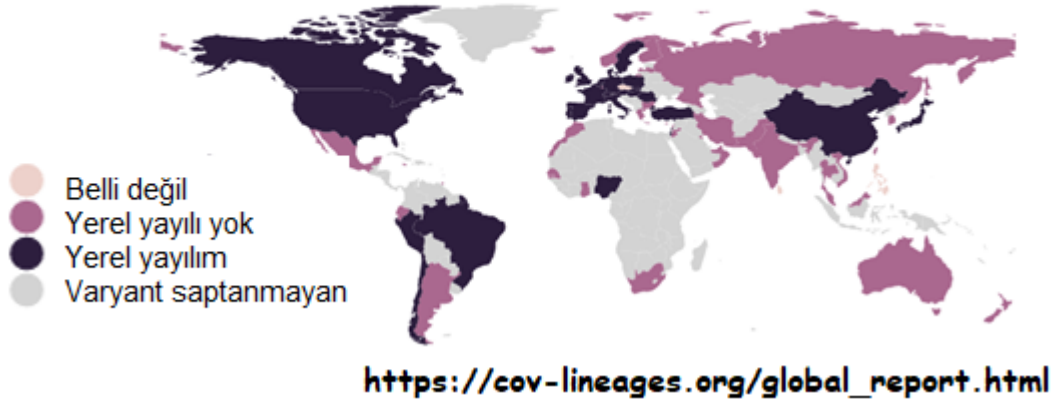 Belli değil
Yerel yayılı yok
Yerel yayılım
Varyant saptanmayan
https://cov-lineages.org/global_report.html